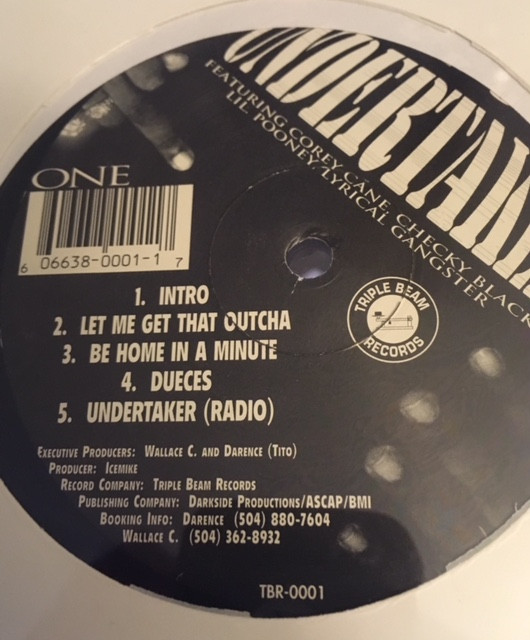 UNDERTAK
FEATURING COREY CANE CHECKY BLACK
LIL POONEY/LYRICAL GANGSTER
ONE
6 06638-0001-1 7
1. INTRO
2. LET ME GET THAT OUTCHA
3. BE HOME IN A MINUTE
4. DUECES
5. UNDERTAKER (RADIO)
TRIPLE BEAM
RECORDS
EXECUTIVE PRODUCERS: WALLACE C. AND DARENCE (TITO)
PRODUCER: ICEMIKE
RECORD COMPANY: TRIPLE BEAM RECORDS
PUBLISHING COMPANY: DARKSIDE PRODUCTIONS/ASCAP/BMI
BOOKING INFO: DARENCE (504) 880-7604
WALLACE C. (504) 362-8932
TBR-0001